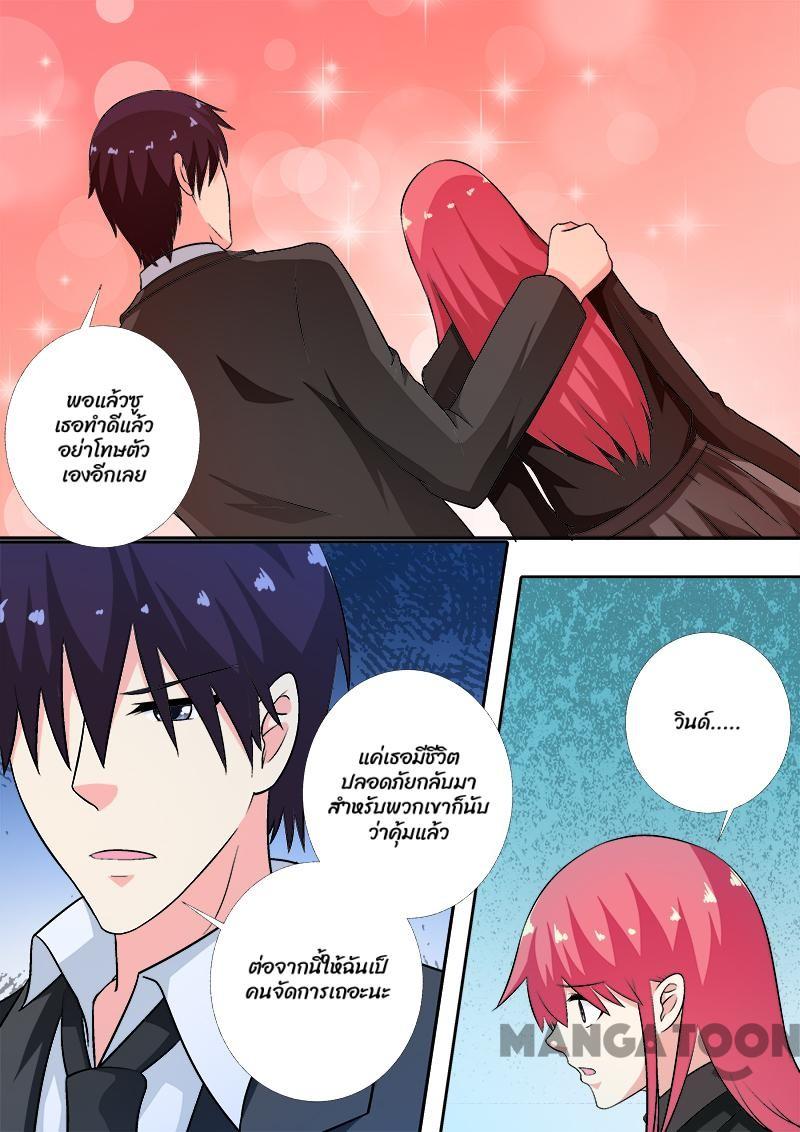 พอแล้วซู
เธอทำดีแล้ว
อย่าโทษตัว
เองอีกเลย
แค่เธอมีชีวิต
ปลอดภัยกลับมา
สำหรับพวกเขาก็นับ
ว่าคุ้มแล้ว
ต่อจากนี้ให้ฉันเป็
คนจัดการเถอะนะ
วินด์.....
MANGATOON